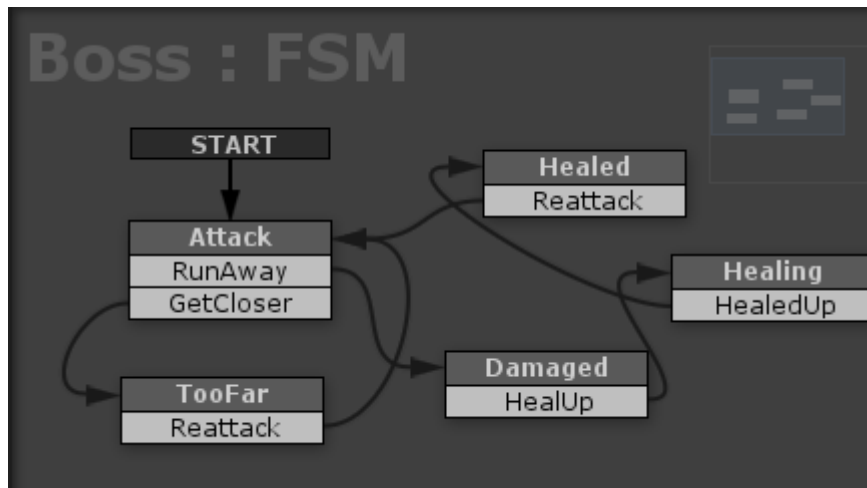 Boss : FSM
START
Attack
RunAway
GetCloser
TooFar
Reattack
Healed
Reattack
Damaged
HealUp
Healing
HealedUp